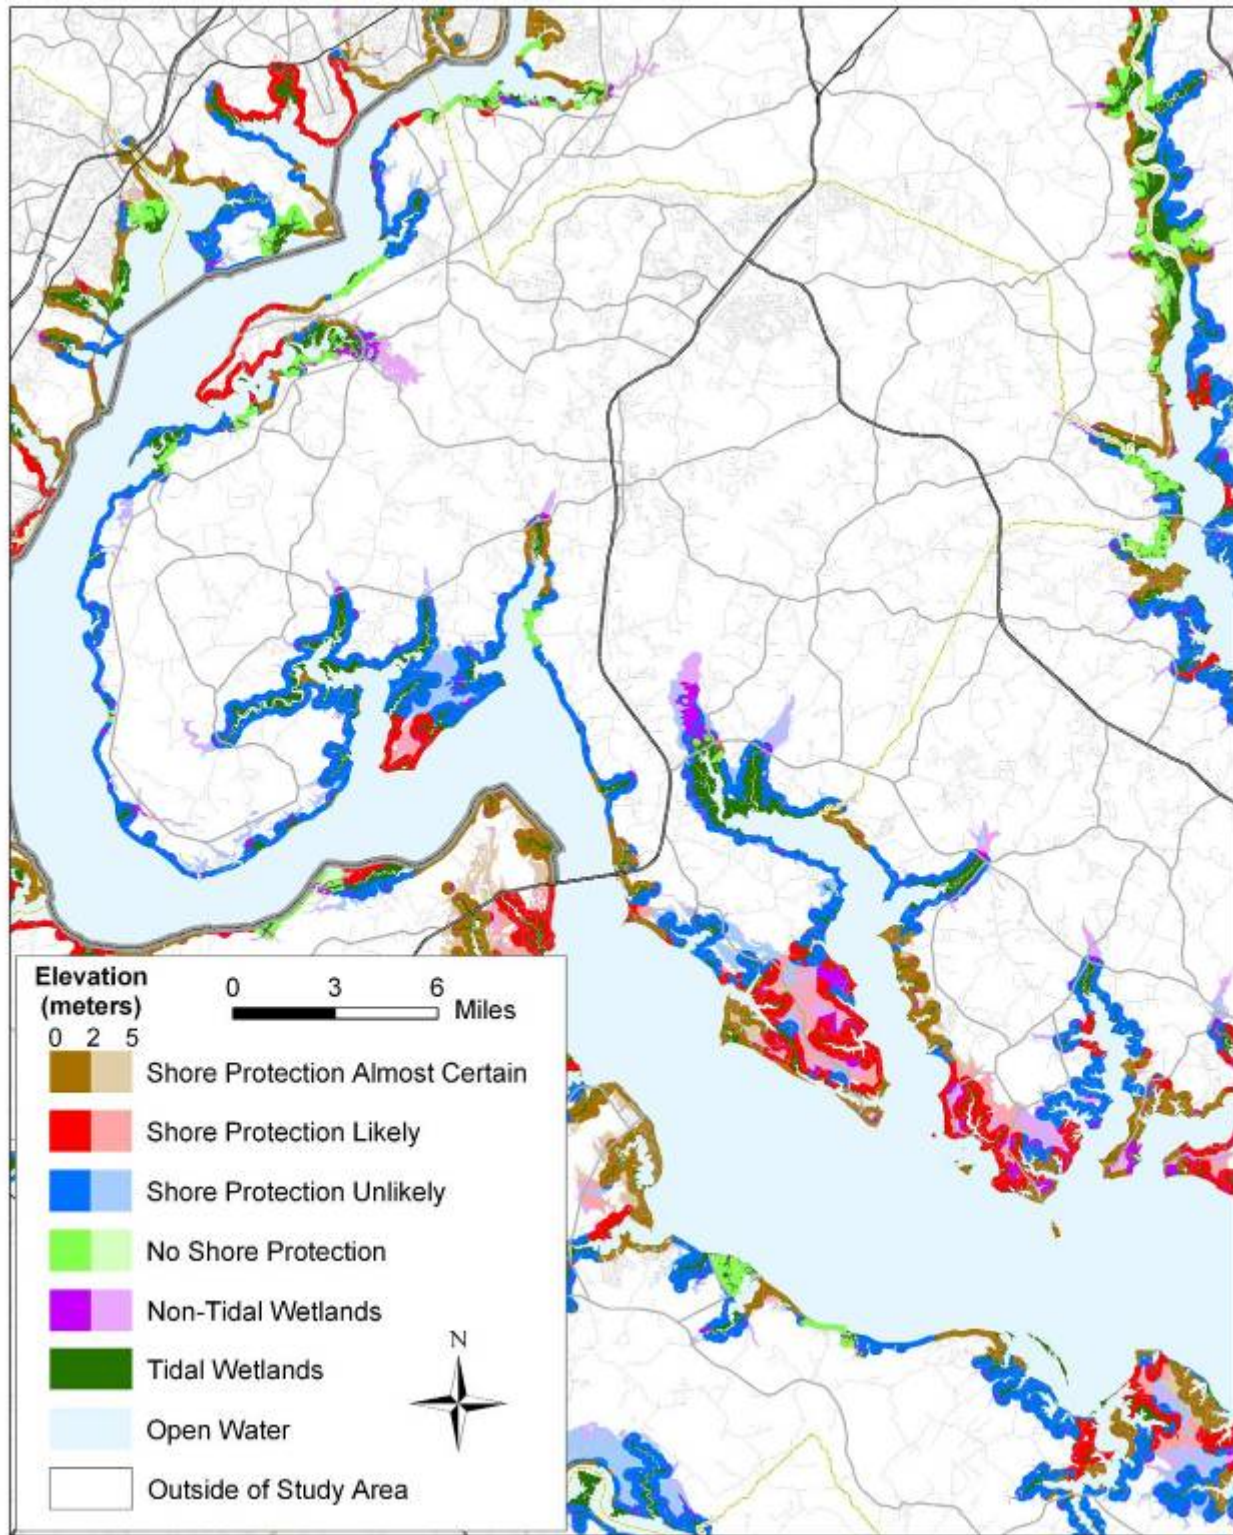 Elevation
(meters)
0 2 5
0 3 6
Miles
Shore Protection Almost Certain
Shore Protection Likely
Shore Protection Unlikely
No Shore Protection
Non-Tidal Wetlands
Tidal Wetlands
Open Water
Outside of Study Area
N